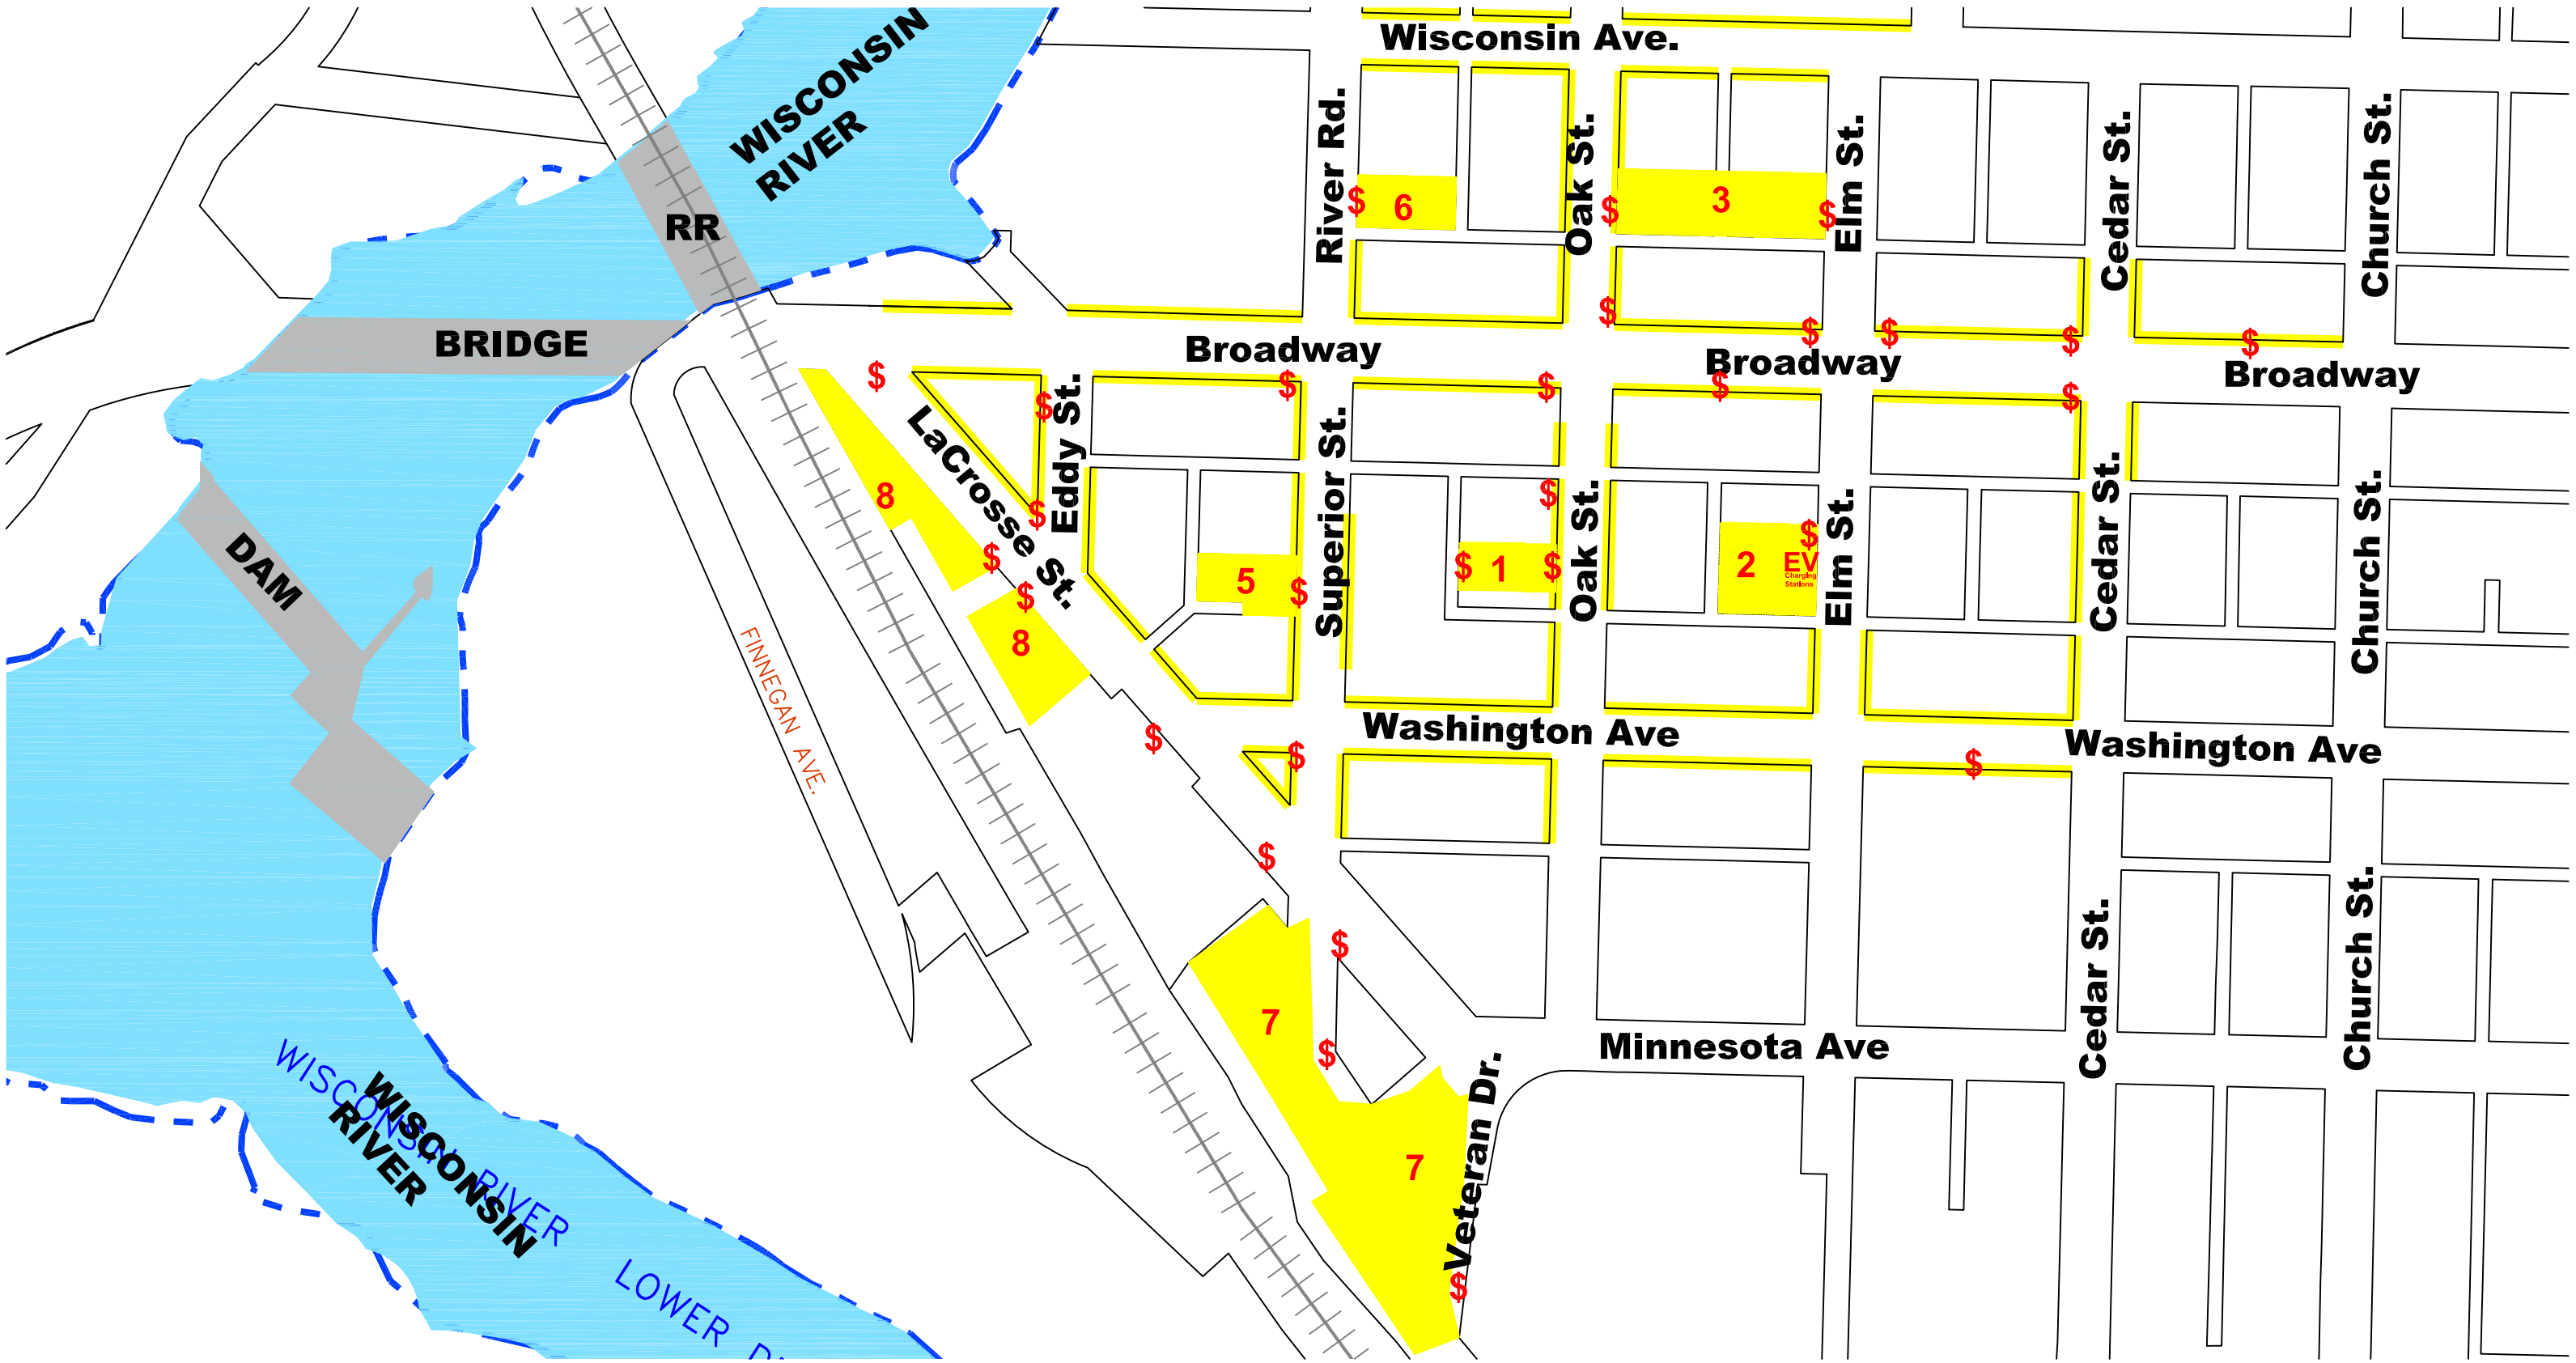 Wisconsin Ave.
WISCONSIN
RIVER
RR
River Rd.
Oak St.
Elm St.
Cedar St.
Church St.
$ 6
$ 3 $
BRIDGE
$
$
$
$
$
Broadway
Broadway
Broadway
$
$
$
$
$
$
LaCrosse St.
Eddy St.
$
8
$
$
8
DAM
FINNEGAN AVE.
Superior St.
5 $
$
$ 1 $
Oak St.
$
2 EV
Charging
Stations
Elm St.
Cedar St.
Church St.
Washington Ave
Washington Ave
$
$
$
$
$
$
7
7
Minnesota Ave
Veteran Dr.
$
Cedar St.
Church St.
WISCONSIN RIVER
WISCONSIN
RIVER
LOWER